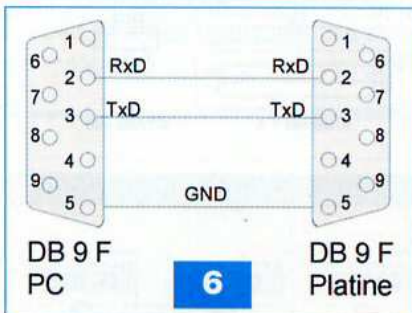 1 1
6 6
RxD RxD
2 2
7 7
TxD TxD
3 3
8 8
4 4
9 9
GND
5 5
DB 9 F DB 9 F
PC 6 Platine